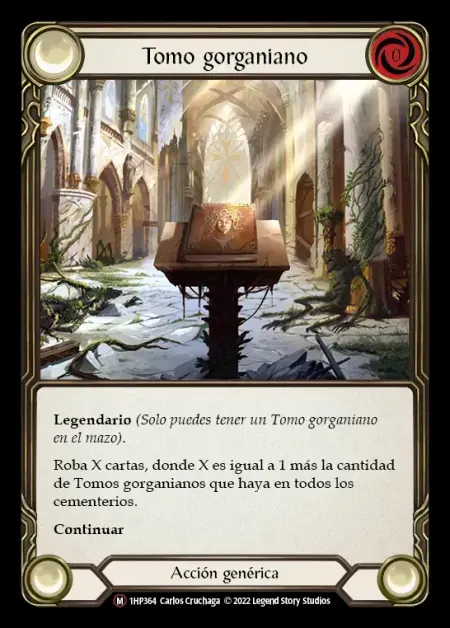 Tomo gorganiano
0
Legendario (Solo puedes tener un Tomo gorganiano
en el mazo).
Roba X cartas, donde X es igual a 1 más la cantidad
de Tomos gorganianos que haya en todos los
cementerios.
Continuar
Acción genérica
M 1HP364 Carlos Cruchaga © 2022 Legend Story Studios